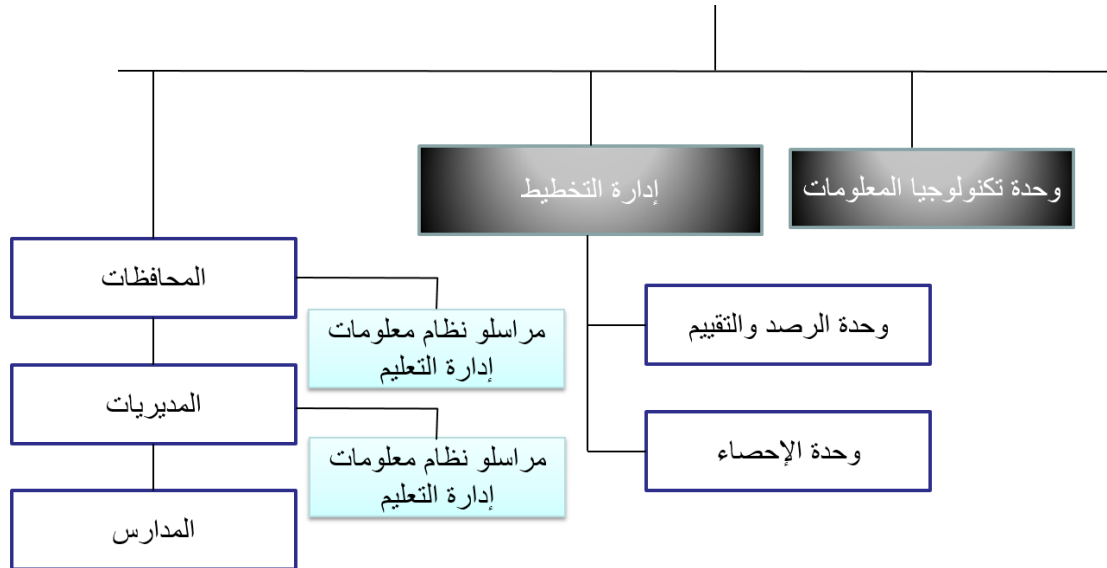 وحدة تكنولوجيا المعلومات
إدارة التخطيط
المحافظات
مراسلو نظام معلومات
إدارة التعليم
وحدة الرصد والتقييم
المديريات
مراسلو نظام معلومات
إدارة التعليم
وحدة الإحصاء
المدارس